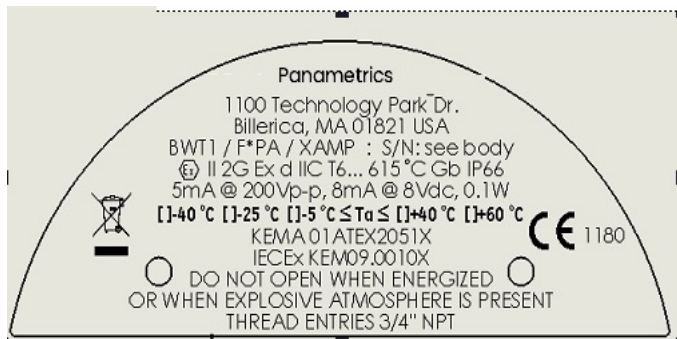 Panametrics
1100 Technology Park Dr.
Billerica, MA 01821 USA
BWT1 / F*PA / XAMP : S/N: see body
Ex II 2G Ex d IIC T6... 615 °C Gb IP66
5mA @ 200Vp-p, 8mA @ 8Vdc, 0.1W
[ ]-40 °C [ ]-25 °C [ ]-5 °C ≤ Ta ≤ [ ]+40 °C [ ]+60 °C
CE 1180
KEMA 01ATEX2051X
IECEx KEM09.0010X
DO NOT OPEN WHEN ENERGIZED
OR WHEN EXPLOSIVE ATMOSPHERE IS PRESENT
THREAD ENTRIES 3/4" NPT